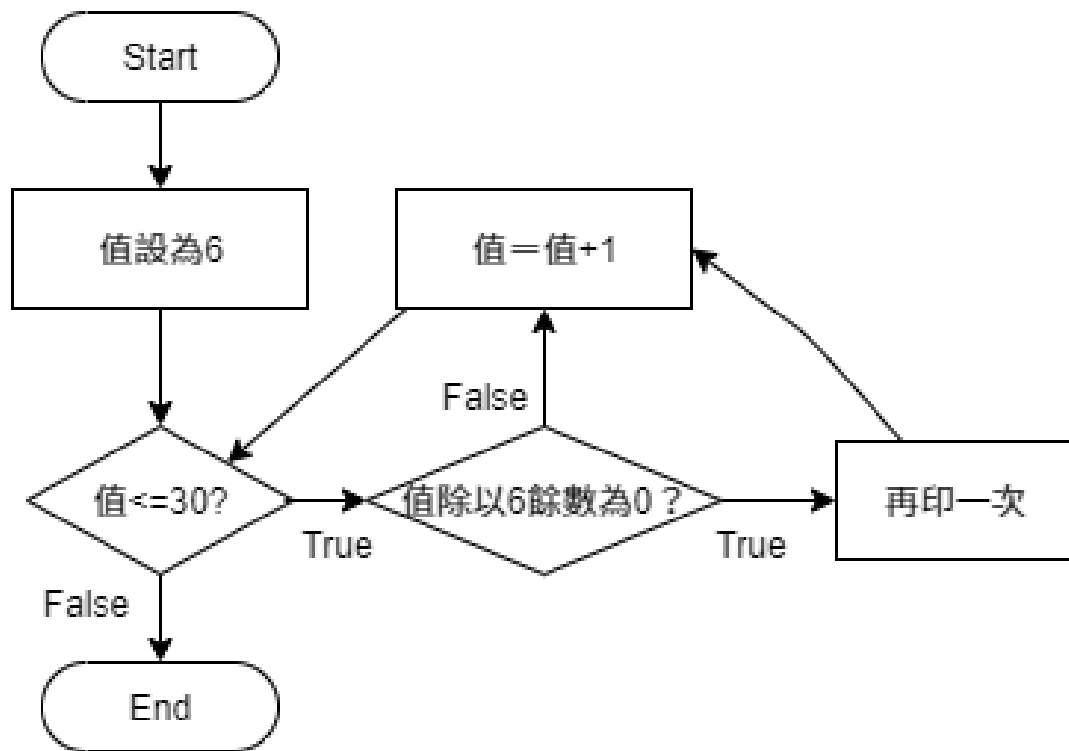 Start
值設為6
值＝值+1
False
值<=30?
True
值除以6餘數為0？
True
再印一次
False
End